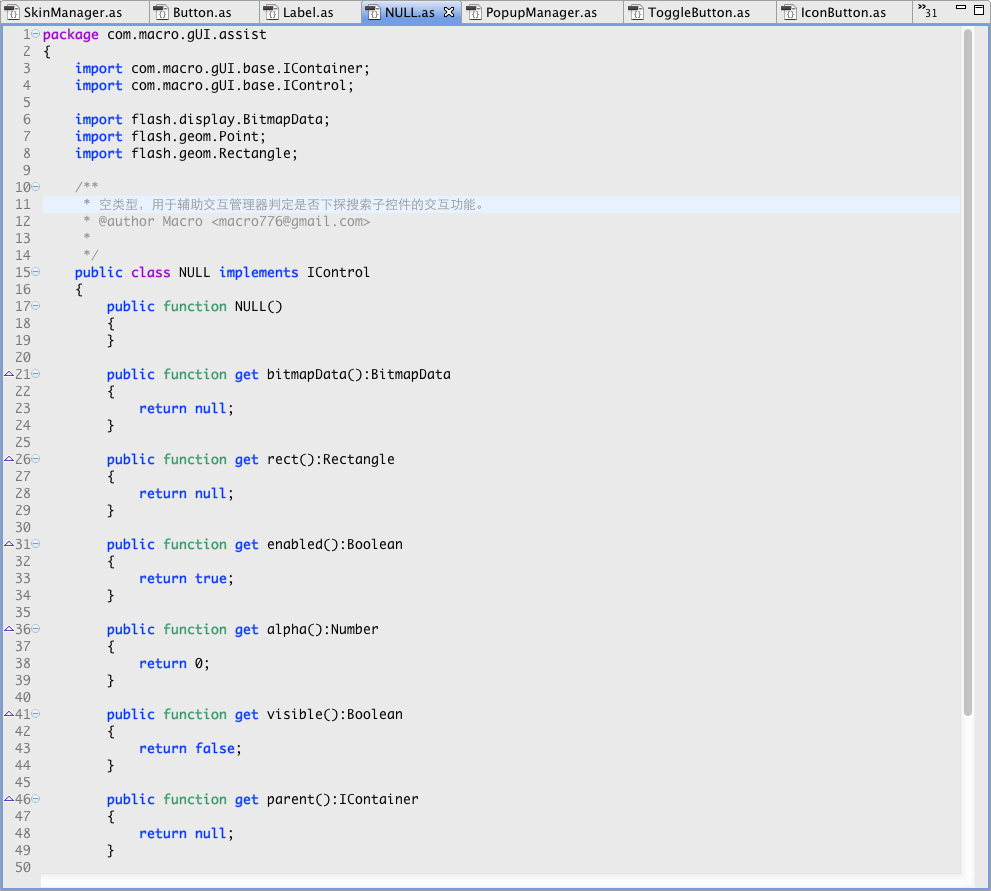 SkinManager.as Button.as Label.as NULL.as PopupManager.as ToggleButton.as IconButton.as »31
1 package com.macro.gUI.assist
2 {
3 import com.macro.gUI.base.IContainer;
4 import com.macro.gUI.base.IControl;
5
6 import flash.display.BitmapData;
7 import flash.geom.Point;
8 import flash.geom.Rectangle;
9
10 /**
11 * 空类型，用于辅助交互管理器判定是否下探搜索子控件的交互功能。
12 * @author Macro <macro776@gmail.com>
13 *
14 */
15 public class NULL implements IControl
16 {
17 public function NULL()
18 {
19 }
20
21 public function get bitmapData():BitmapData
22 {
23 return null;
24 }
25
26 public function get rect():Rectangle
27 {
28 return null;
29 }
30
31 public function get enabled():Boolean
32 {
33 return true;
34 }
35
36 public function get alpha():Number
37 {
38 return 0;
39 }
40
41 public function get visible():Boolean
42 {
43 return false;
44 }
45
46 public function get parent():IContainer
47 {
48 return null;
49 }
50